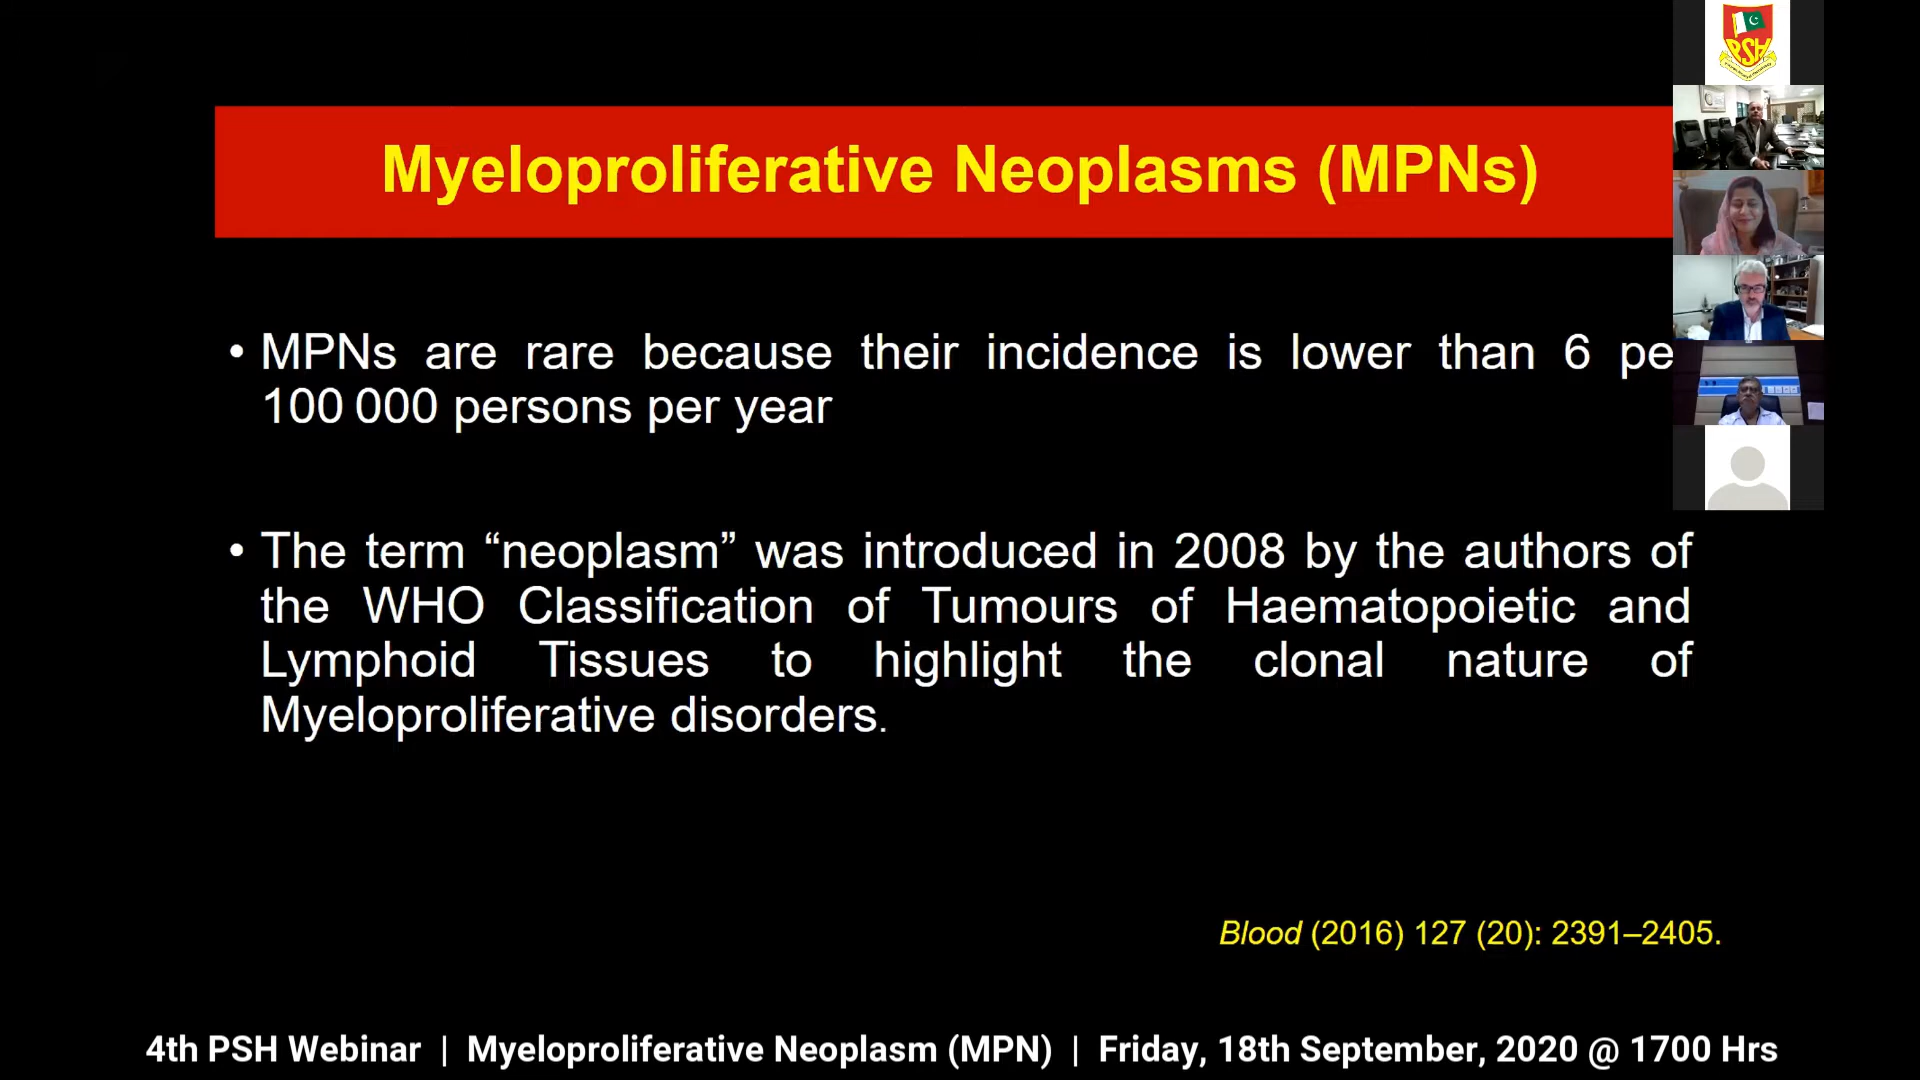 PSH
Myeloproliferative Neoplasms (MPNs)
• MPNs are rare because their incidence is lower than 6 pe
100 000 persons per year
• The term “neoplasm” was introduced in 2008 by the authors of
the WHO Classification of Tumours of Haematopoietic and
Lymphoid Tissues to highlight the clonal nature of
Myeloproliferative disorders.
Blood (2016) 127 (20): 2391–2405.
4th PSH Webinar | Myeloproliferative Neoplasm (MPN) | Friday, 18th September, 2020 @ 1700 Hrs